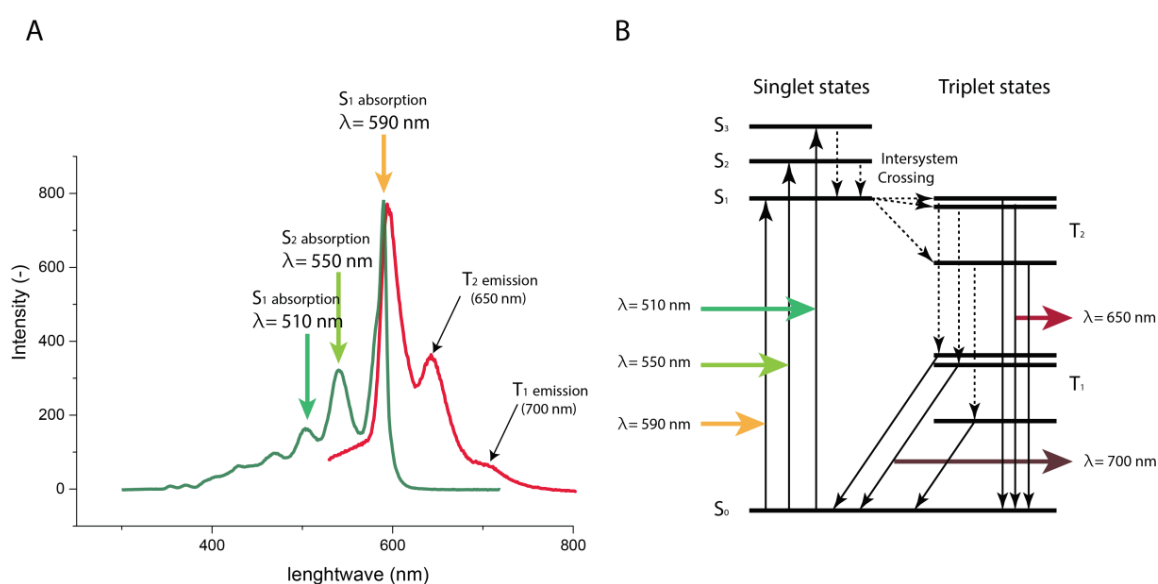 A
S₁ absorption
λ= 590 nm
S₂ absorption
λ= 550 nm
S₁ absorption
λ= 510 nm
T₂ emission
(650 nm)
T₁ emission
(700 nm)
Intensity (-)
800
600
400
200
0
400
600
800
lenghtwave (nm)
B
Singlet states
Triplet states
S₃
S₂
S₁
Intersystem
Crossing
T₂
λ= 510 nm
λ= 650 nm
λ= 550 nm
T₁
λ= 590 nm
λ= 700 nm
S₀